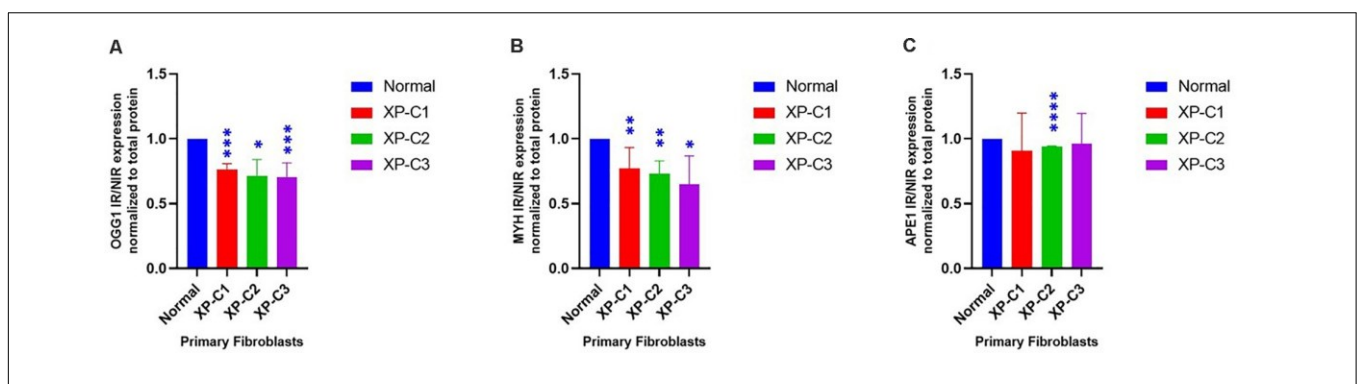 A
OGG1 IR/NIR expression
normalized to total protein
1.5
1.0
0.5
0.0
***
*
***
Normal
XP-C1
XP-C2
XP-C3
Primary Fibroblasts
Normal
XP-C1
XP-C2
XP-C3
B
MYH IR/NIR expression
normalized to total protein
1.5
1.0
0.5
0.0
**
**
*
Normal
XP-C1
XP-C2
XP-C3
Primary Fibroblasts
Normal
XP-C1
XP-C2
XP-C3
C
APE1 IR/NIR expression
normalized to total protein
1.5
1.0
0.5
0.0
****
Normal
XP-C1
XP-C2
XP-C3
Primary Fibroblasts
Normal
XP-C1
XP-C2
XP-C3